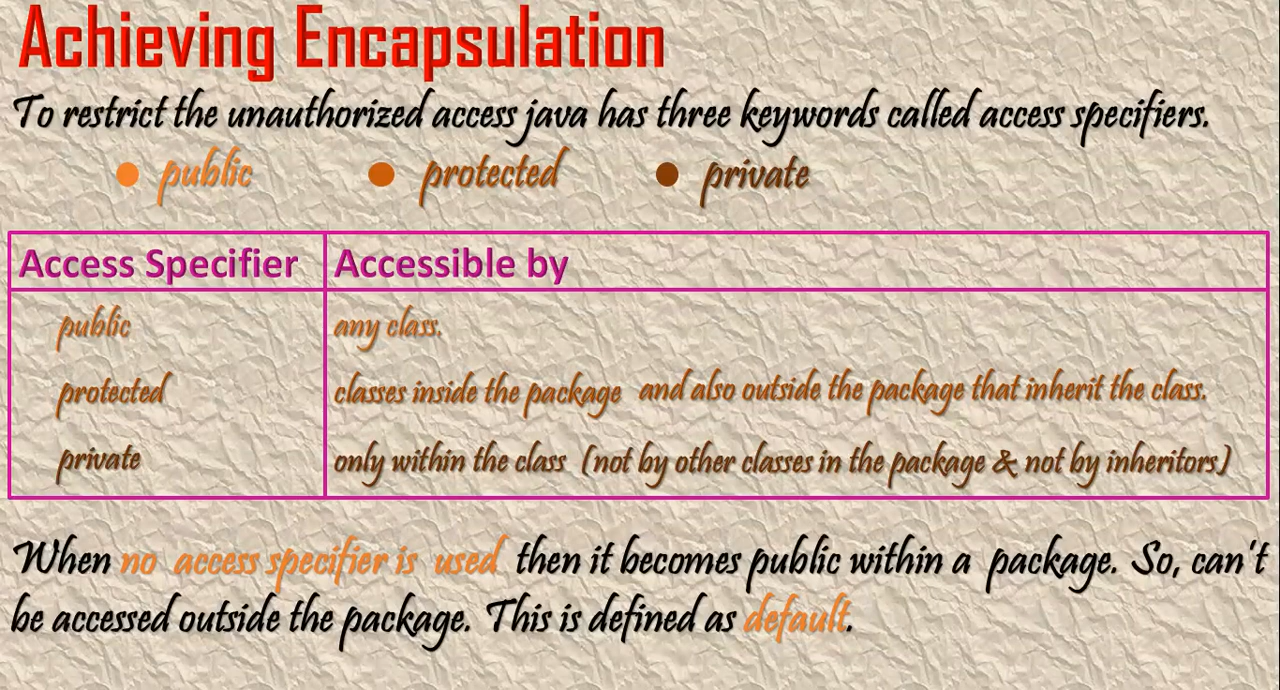 Achieving Encapsulation
To restrict the unauthorized access java has three keywords called access specifiers.
● public ● protected ● private
Access Specifier Accessible by
public any class.
protected classes inside the package and also outside the package that inherit the class.
private only within the class (not by other classes in the package & not by inheritors)
When no access specifier is used then it becomes public within a package. So, can't
be accessed outside the package. This is defined as default.